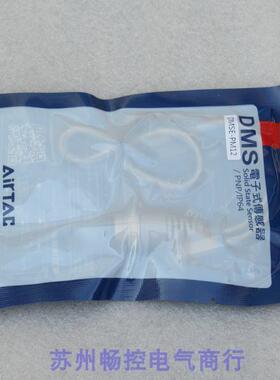 DMSE-PM12
DMS
電子式傳感器
Solid State Sensor
/ PNP/IP64
AirTAC
苏州畅控电气商行